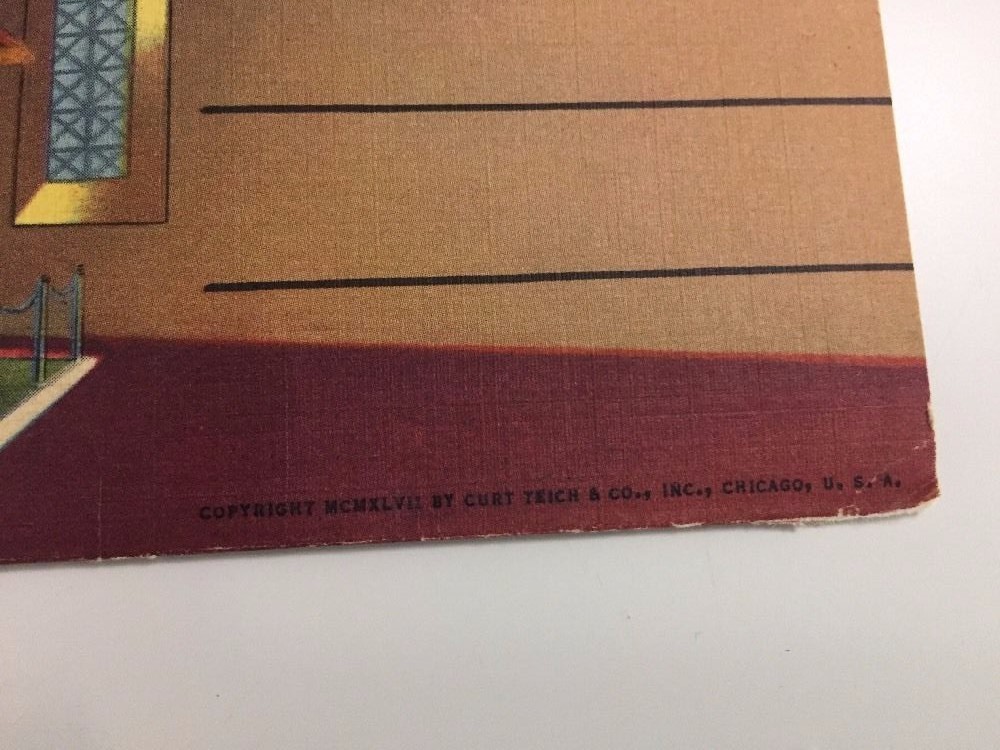 COPYRIGHT MCMXLVII BY CURT TEICH & CO., INC., CHICAGO, U. S. A.